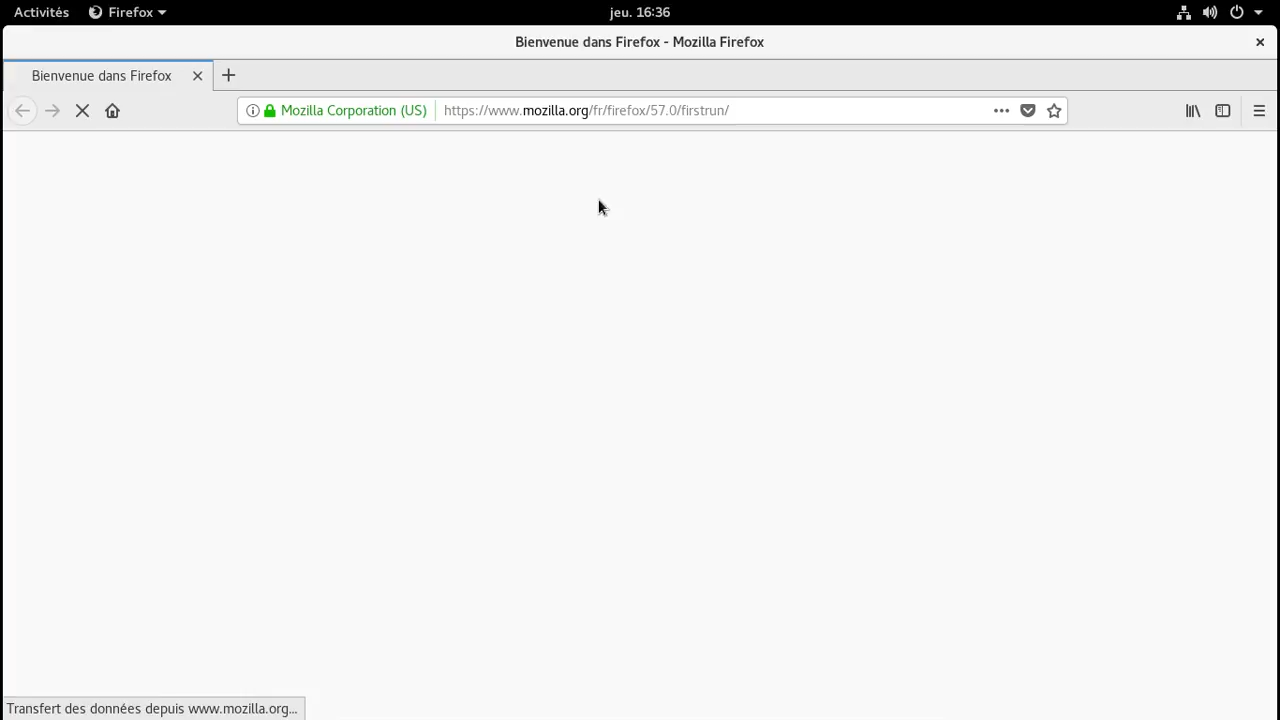 Activités Firefox jeu. 16:36
Bienvenue dans Firefox - Mozilla Firefox
Bienvenue dans Firefox
Mozilla Corporation (US) https://www.mozilla.org/fr/firefox/57.0/firstrun/
Transfert des données depuis www.mozilla.org...